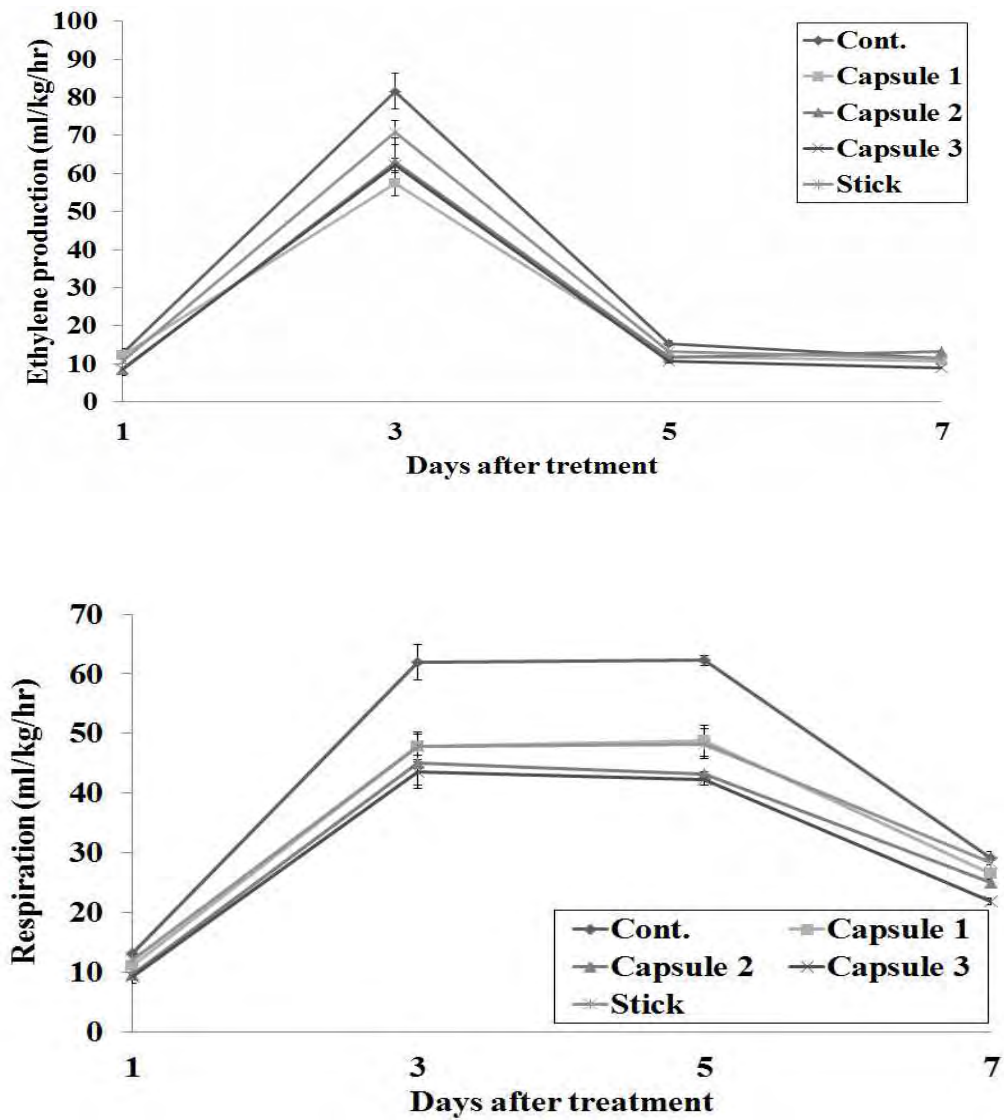 Ethylene production (ml/kg/hr)
100
90
80
70
60
50
40
30
20
10
0
1 3 5 7
Days after tretment
Cont.
Capsule 1
Capsule 2
Capsule 3
Stick
Respiration (ml/kg/hr)
70
60
50
40
30
20
10
0
1 3 5 7
Days after treatment
Cont. Capsule 1
Capsule 2 Capsule 3
Stick